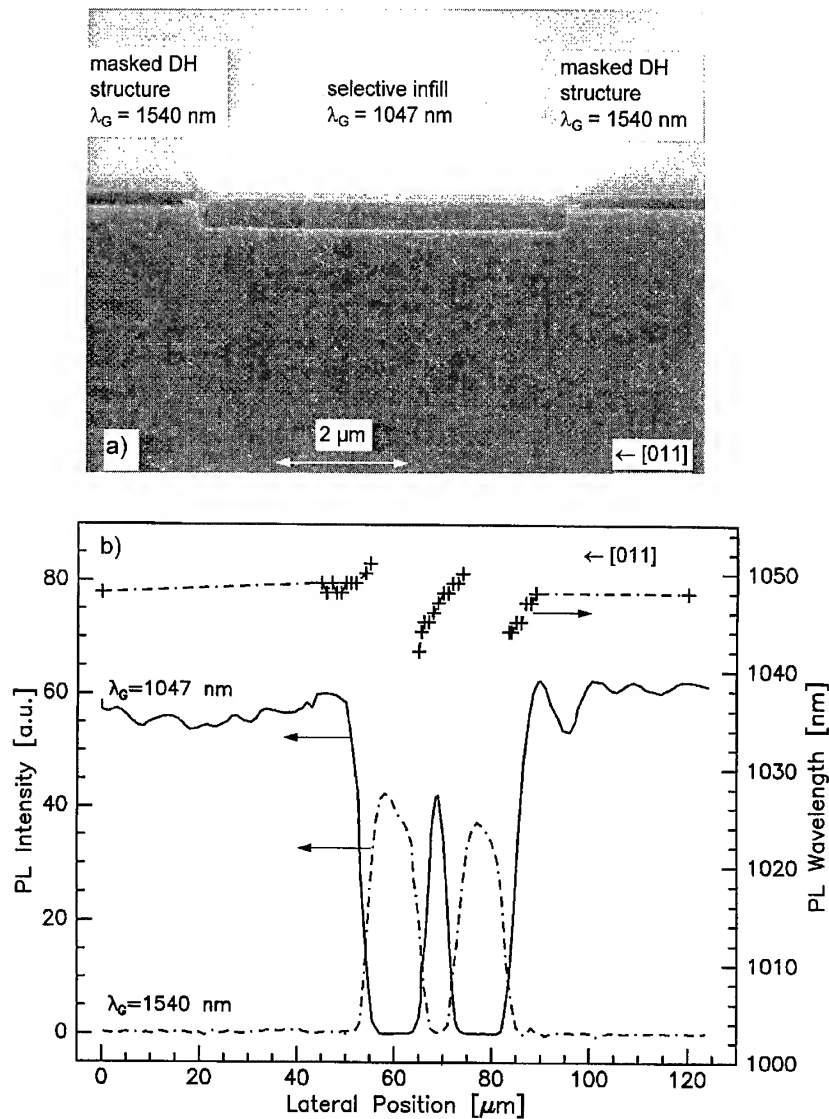 masked DH
structure
λG = 1540 nm
selective infill
λG = 1047 nm
masked DH
structure
λG = 1540 nm
a)
2 µm
← [011]
b)
← [011]
λG=1047 nm
λG=1540 nm
80
60
40
20
0
PL Intensity [a.u.]
1050
1040
1030
1020
1010
1000
PL Wavelength [nm]
0 20 40 60 80 100 120
Lateral Position [µm]